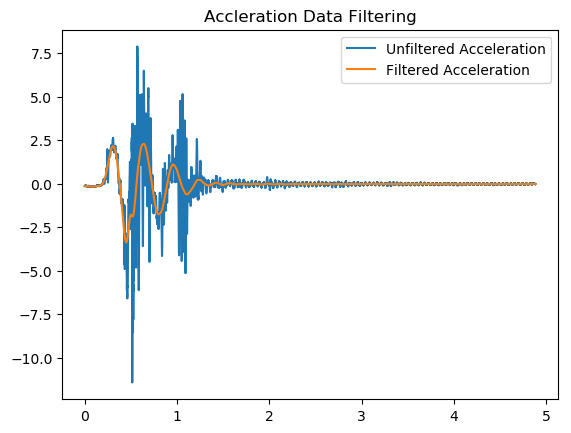 Accleration Data Filtering
Unfiltered Acceleration
Filtered Acceleration
7.5
5.0
2.5
0.0
−2.5
−5.0
−7.5
−10.0
0 1 2 3 4 5